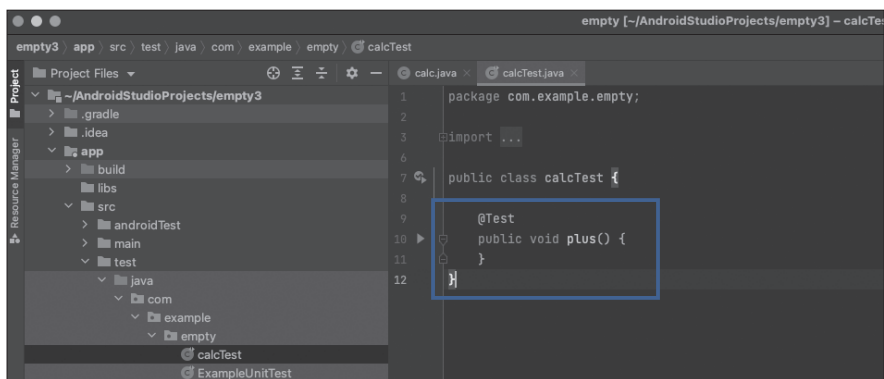 empty [~/AndroidStudioProjects/empty3] – calcTes
empty3 〉 app 〉 src 〉 test 〉 java 〉 com 〉 example 〉 empty 〉 calcTest
Project
Resource Manager
Project Files
~/AndroidStudioProjects/empty3
.gradle
.idea
app
build
libs
src
androidTest
main
test
java
com
example
empty
calcTest
ExampleUnitTest
calc.java
calcTest.java
1 package com.example.empty;
2
3 import ...
6
7 public class calcTest {
8
9 @Test
10 public void plus() {
11 }
12 }